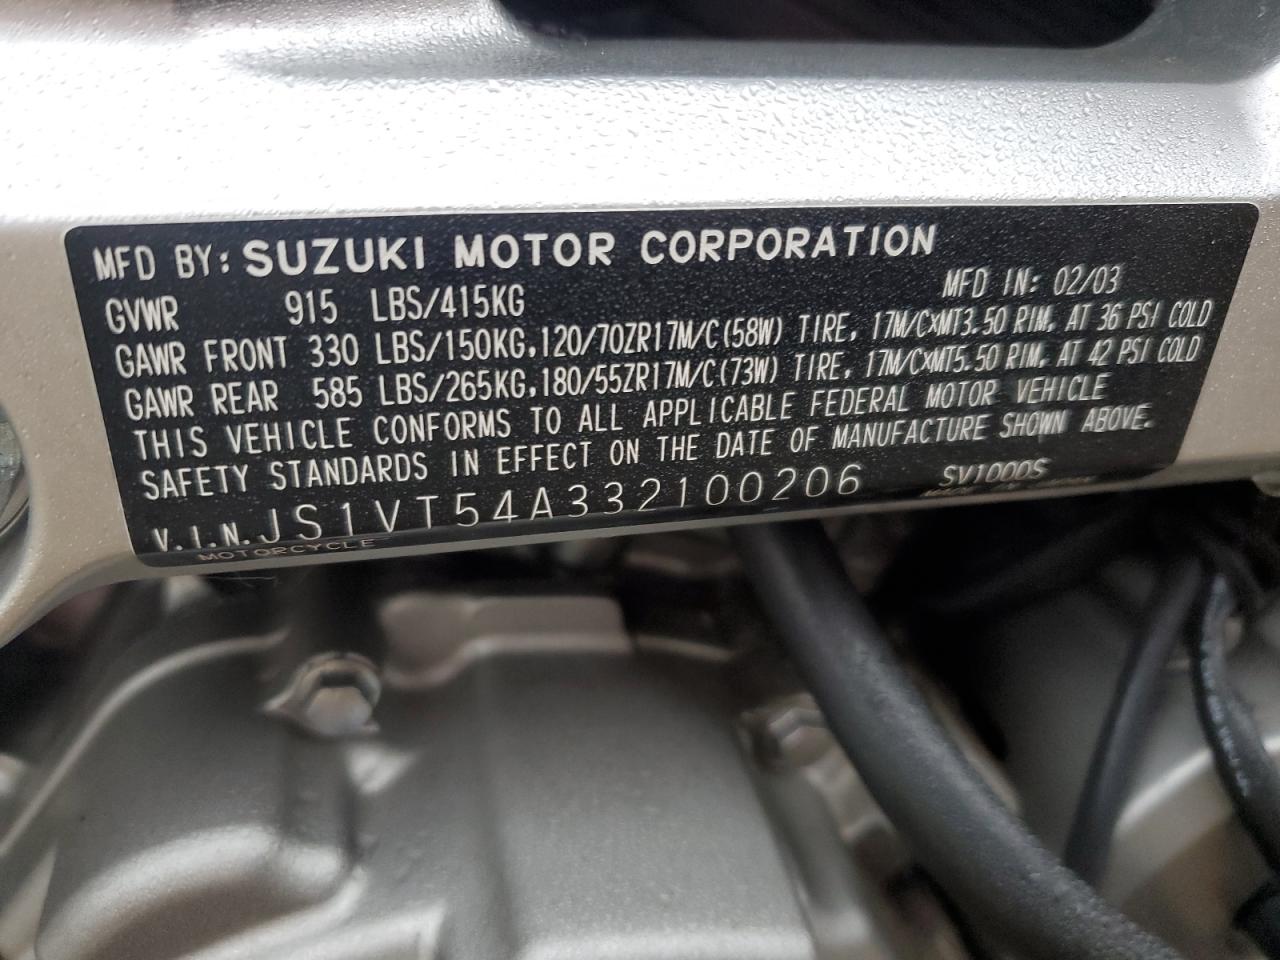 MFD BY: SUZUKI MOTOR CORPORATION
GVWR 915 LBS/415KG MFD IN: 02/03
GAWR FRONT 330 LBS/150KG, 120/70ZR17M/C(58W) TIRE, 17M/C×MT3.50 RIM, AT 36 PSI COLD
GAWR REAR 585 LBS/265KG, 180/55ZR17M/C(73W) TIRE, 17M/C×MT5.50 RIM, AT 42 PSI COLD
THIS VEHICLE CONFORMS TO ALL APPLICABLE FEDERAL MOTOR VEHICLE
SAFETY STANDARDS IN EFFECT ON THE DATE OF MANUFACTURE SHOWN ABOVE.
V.I.N. JS1VT54A332100206 SV1000S
MOTORCYCLE